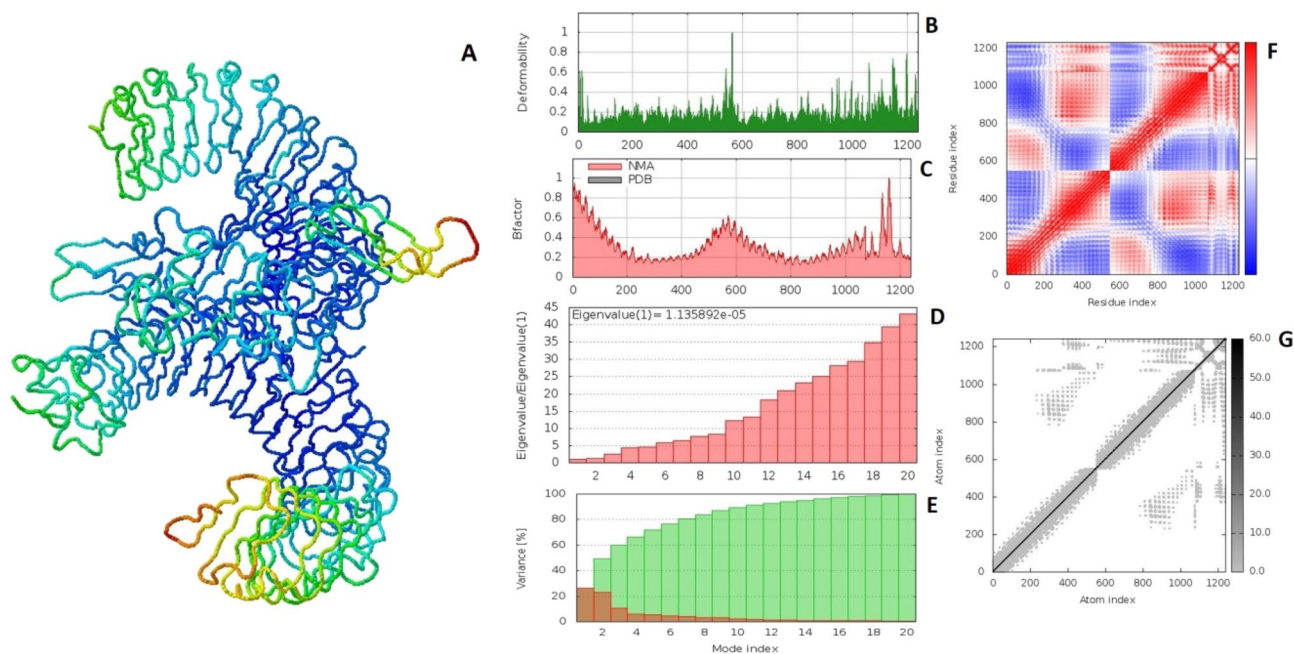 A
B
Deformability
1
0.8
0.6
0.4
0.2
0
0 200 400 600 800 1000 1200
C
NMA
PDB
Bfactor
1
0.8
0.6
0.4
0.2
0
0 200 400 600 800 1000 1200
D
Eigenvalue(1)= 1.135892e-05
Eigenvalue/Eigenvalue(1)
45
40
35
30
25
20
15
10
5
0
2 4 6 8 10 12 14 16 18 20
E
Variance [%]
100
80
60
40
20
0
2 4 6 8 10 12 14 16 18 20
Mode index
F
Residue index
1200
1000
800
600
400
200
0
0 200 400 600 800 1000 1200
Residue index
1
0
-1
G
Atom index
1200
1000
800
600
400
200
0
0 200 400 600 800 1000 1200
Atom index
60.0
50.0
40.0
30.0
20.0
10.0
0.0